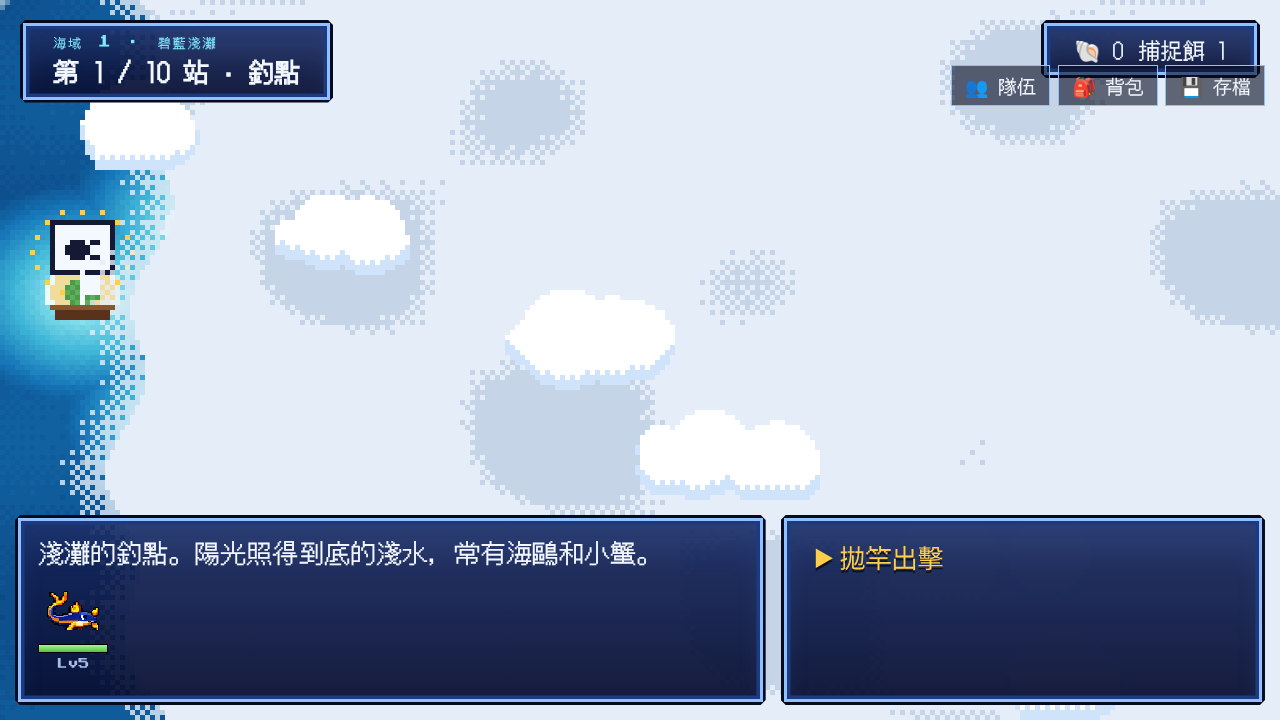 海域 1 · 碧藍淺灘
第 1 / 10 站 · 釣點
0 捕捉餌 1
隊伍 背包 存檔
淺灘的釣點。陽光照得到底的淺水，常有海鷗和小蟹。
Lv5
▶拋竿出擊